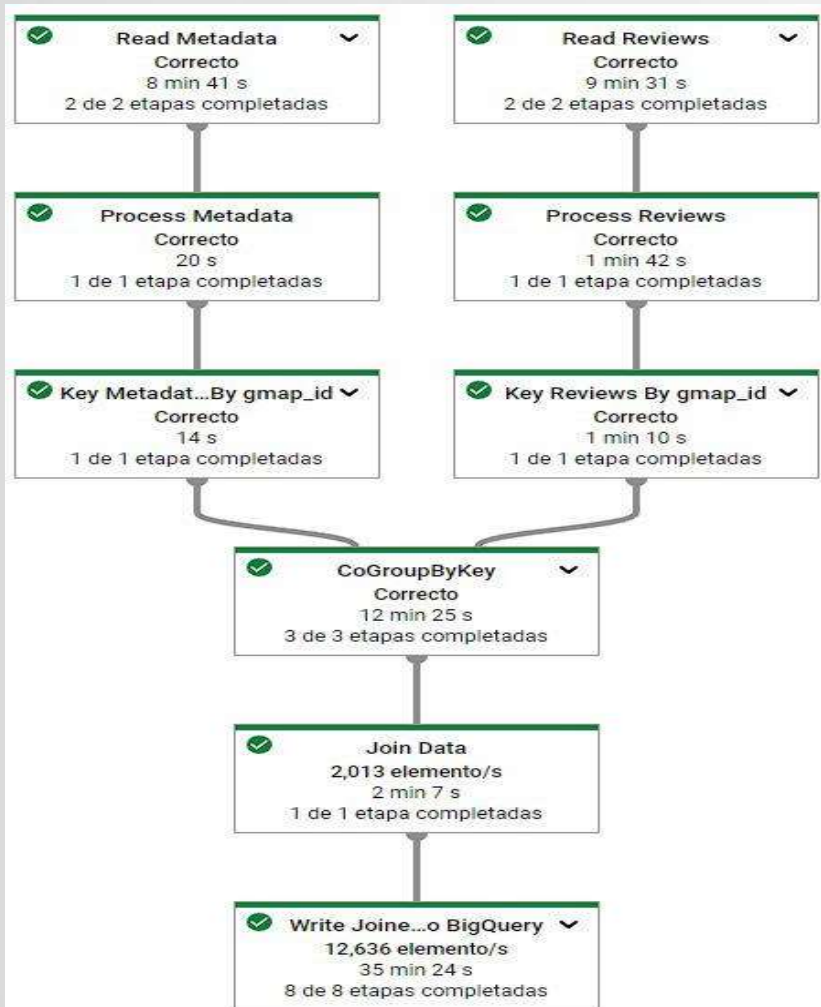 Read Metadata
Correcto
8 min 41 s
2 de 2 etapas completadas
Read Reviews
Correcto
9 min 31 s
2 de 2 etapas completadas
Process Metadata
Correcto
20 s
1 de 1 etapa completadas
Process Reviews
Correcto
1 min 42 s
1 de 1 etapa completadas
Key Metadat...By gmap_id
Correcto
14 s
1 de 1 etapa completadas
Key Reviews By gmap_id
Correcto
1 min 10 s
1 de 1 etapa completadas
CoGroupByKey
Correcto
12 min 25 s
3 de 3 etapas completadas
Join Data
2,013 elemento/s
2 min 7 s
1 de 1 etapa completadas
Write Joine...o BigQuery
12,636 elemento/s
35 min 24 s
8 de 8 etapas completadas